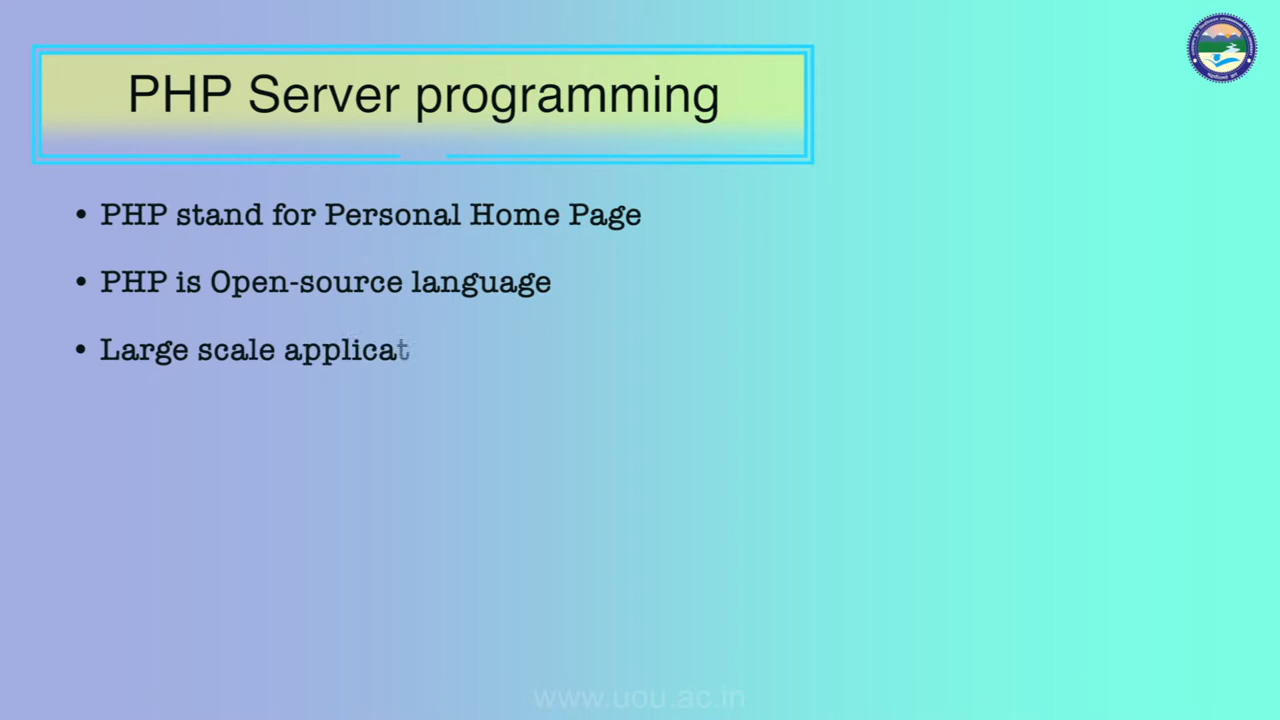 PHP Server programming
• PHP stand for Personal Home Page
• PHP is Open-source language
• Large scale applicat
www.uou.ac.in